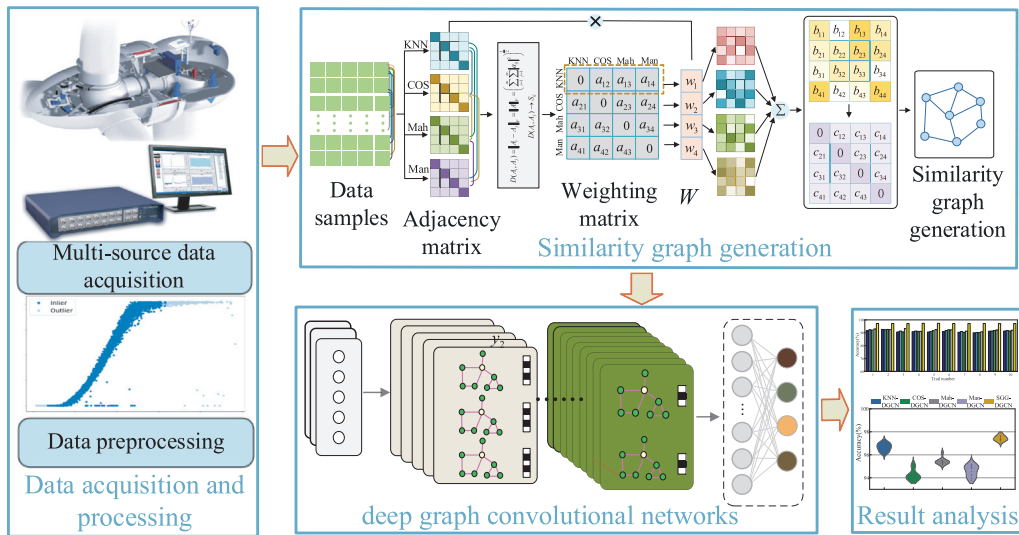 Multi-source data
acquisition
Inlier
Outlier
Data preprocessing
Data acquisition and
processing
KNN
COS
Mah
Man
Data
samples
Adjacency
matrix
KNN COS Mah Man
KNN
COS
Mah
Man
0 a12 a13 a14
a21 0 a23 a24
a31 a32 0 a34
a41 a42 a43 0
Weighting
matrix
×
w1
w2
w3
w4
W
Σ
b11 b12 b13 b14
b21 b22 b23 b24
b31 b32 b33 b34
b41 b42 b43 b44
0 c12 c13 c14
c21 0 c23 c24
c31 c32 0 c34
c41 c42 c43 0
Similarity
graph
generation
Similarity graph generation
y2
deep graph convolutional networks
Accuracy(%)
Trail number
KNN-DGCN
COS-DGCN
Mah-DGCN
Man-DGCN
SGG-DGCN
Accuracy(%)
Result analysis